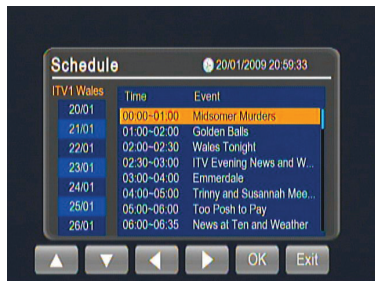 Schedule 20/01/2009 20:59:33
ITV1 Wales
20/01
21/01
22/01
23/01
24/01
25/01
26/01
Time Event
00:00~01:00 Midsomer Murders
01:00~02:00 Golden Balls
02:00~02:30 Wales Tonight
02:30~03:00 ITV Evening News and W...
03:00~04:00 Emmerdale
04:00~05:00 Trinny and Susannah Mee...
05:00~06:00 Too Posh to Pay
06:00~06:35 News at Ten and Weather
OK Exit